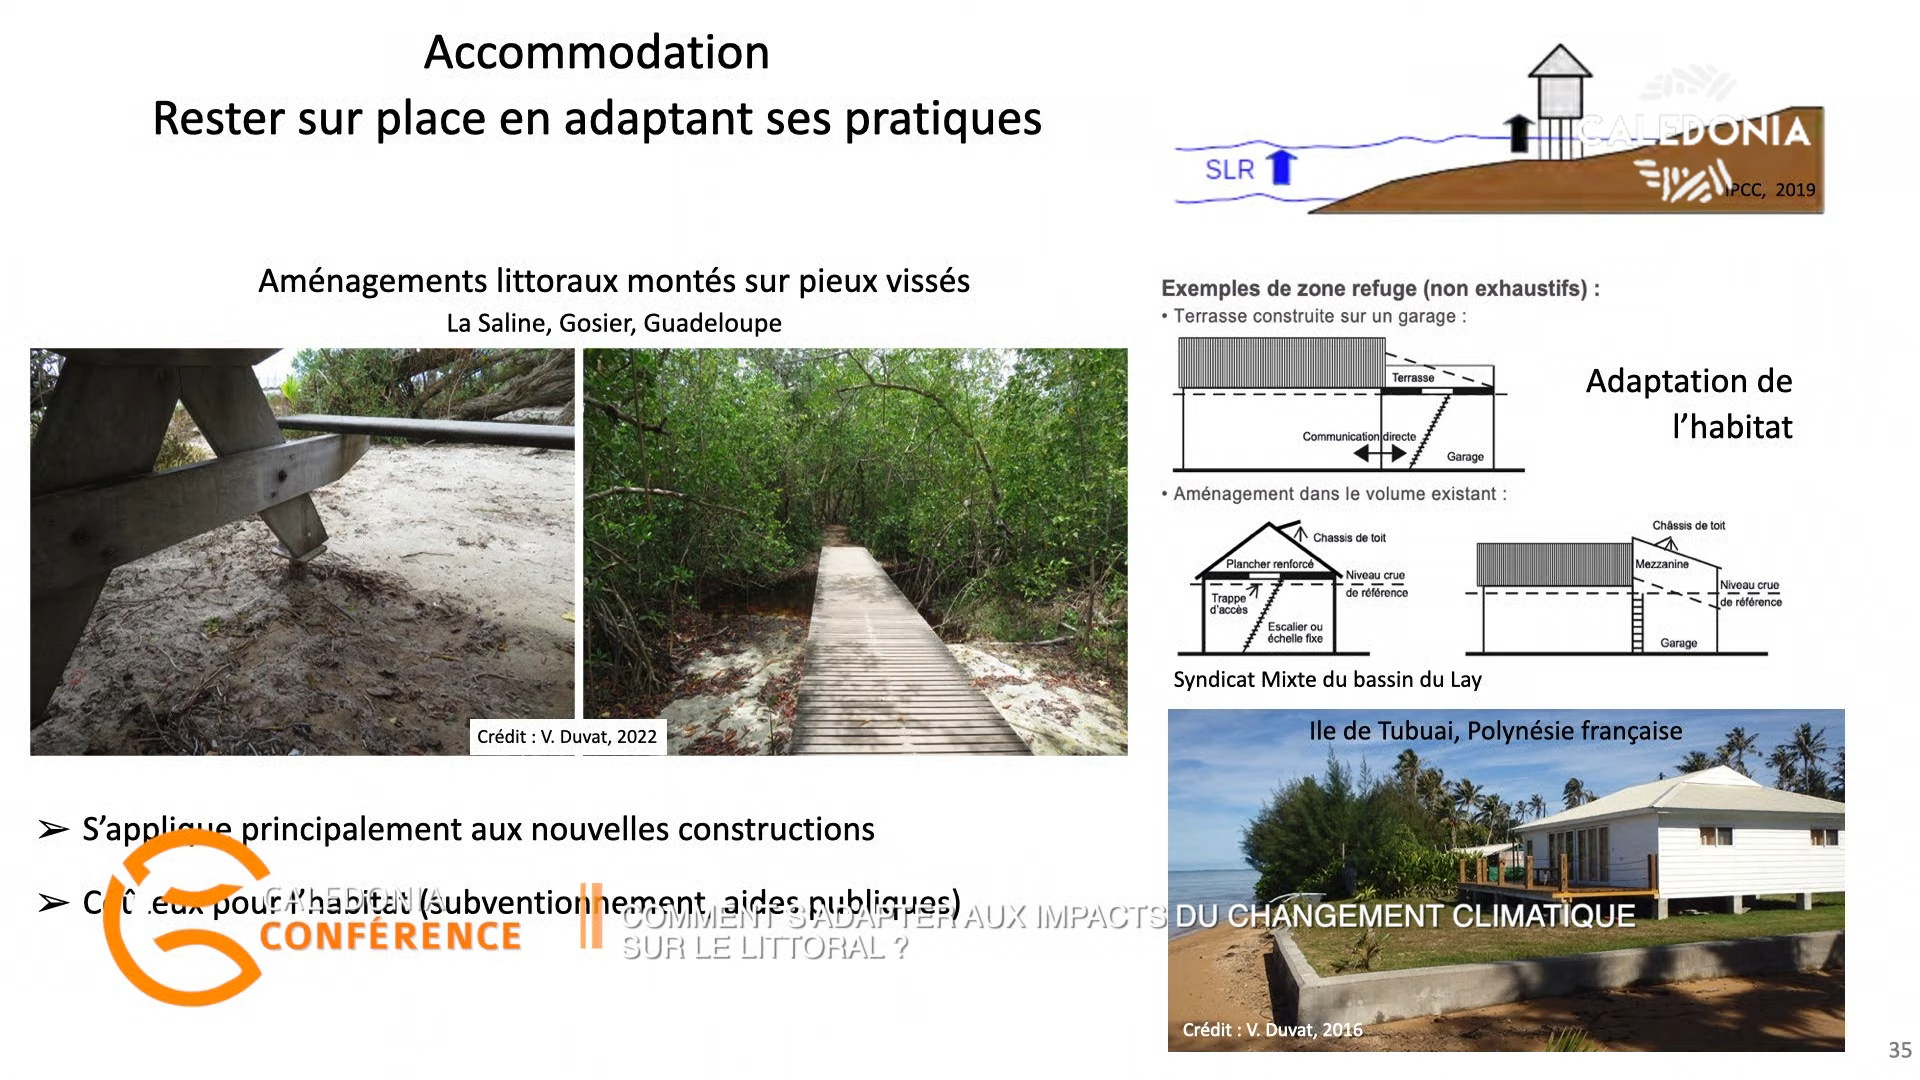 Accommodation
Rester sur place en adaptant ses pratiques
SLR
CALEDONIA
IPCC, 2019
Aménagements littoraux montés sur pieux vissés
La Saline, Gosier, Guadeloupe
Crédit : V. Duvat, 2022
Exemples de zone refuge (non exhaustifs) :
• Terrasse construite sur un garage :
Terrasse
Communication directe
Garage
Adaptation de
l’habitat
• Aménagement dans le volume existant :
Chassis de toit
Plancher renforcé
Niveau crue
de référence
Trappe
d'accès
Escalier ou
échelle fixe
Châssis de toit
Mezzanine
Niveau crue
de référence
Garage
Syndicat Mixte du bassin du Lay
Ile de Tubuai, Polynésie française
Crédit : V. Duvat, 2016
➢ S’applique principalement aux nouvelles constructions
➢ Coûteux pour l’habitat (subventionnement, aides publiques)
CALEDONIA
CONFÉRENCE
COMMENT S'ADAPTER AUX IMPACTS DU CHANGEMENT CLIMATIQUE
SUR LE LITTORAL ?
35